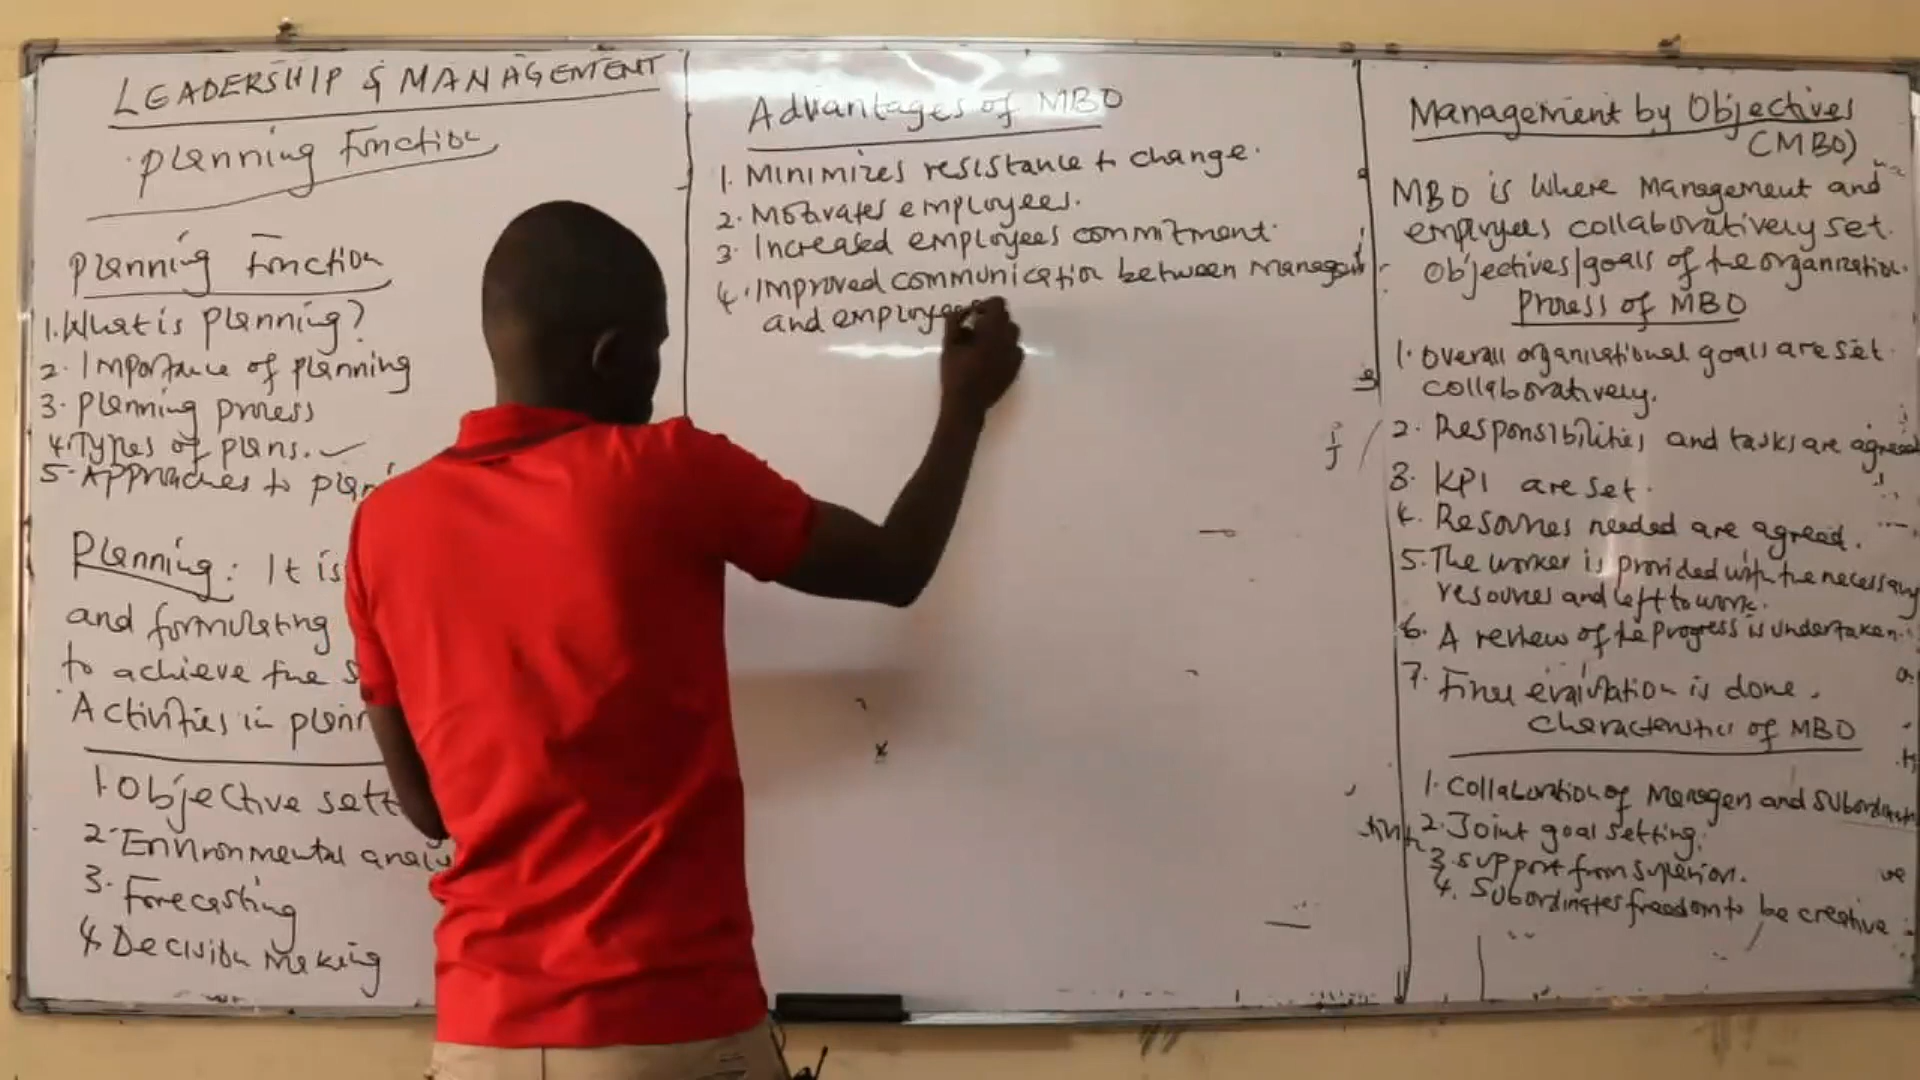 LEADERSHIP & MANAGEMENT
Planning Function
Planning Function
1. What is planning?
2. Importance of planning
3. Planning process
4. Types of plans.
5. Approaches to
Planning: It is
and formulating
to achieve the
Activities in
1. Objective
2. Environmental
3. Forecasting
4. Decision Making
Advantages of MBO
1. Minimizes resistance to change.
2. Motivates employees.
3. Increased employees commitment.
4. Improved communication between
and
Management by Objectives
(MBO)
MBO is where management and
employees collaboratively set
Objectives/goals of the organization.
Process of MBO
1. Overall organizational goals are set
collaboratively.
2. Responsibilities and tasks are agreed
3. KPI are set.
4. Resources needed are agreed.
5. The worker is provided with the necessary
resources and left to work.
6. A review of the progress is undertaken.
7. Final evaluation is done.
Characteristics of MBO
1. Collaboration of Managers and
2. Joint goal setting.
3. Support from superiors.
4. Subordinates freedom to be creative